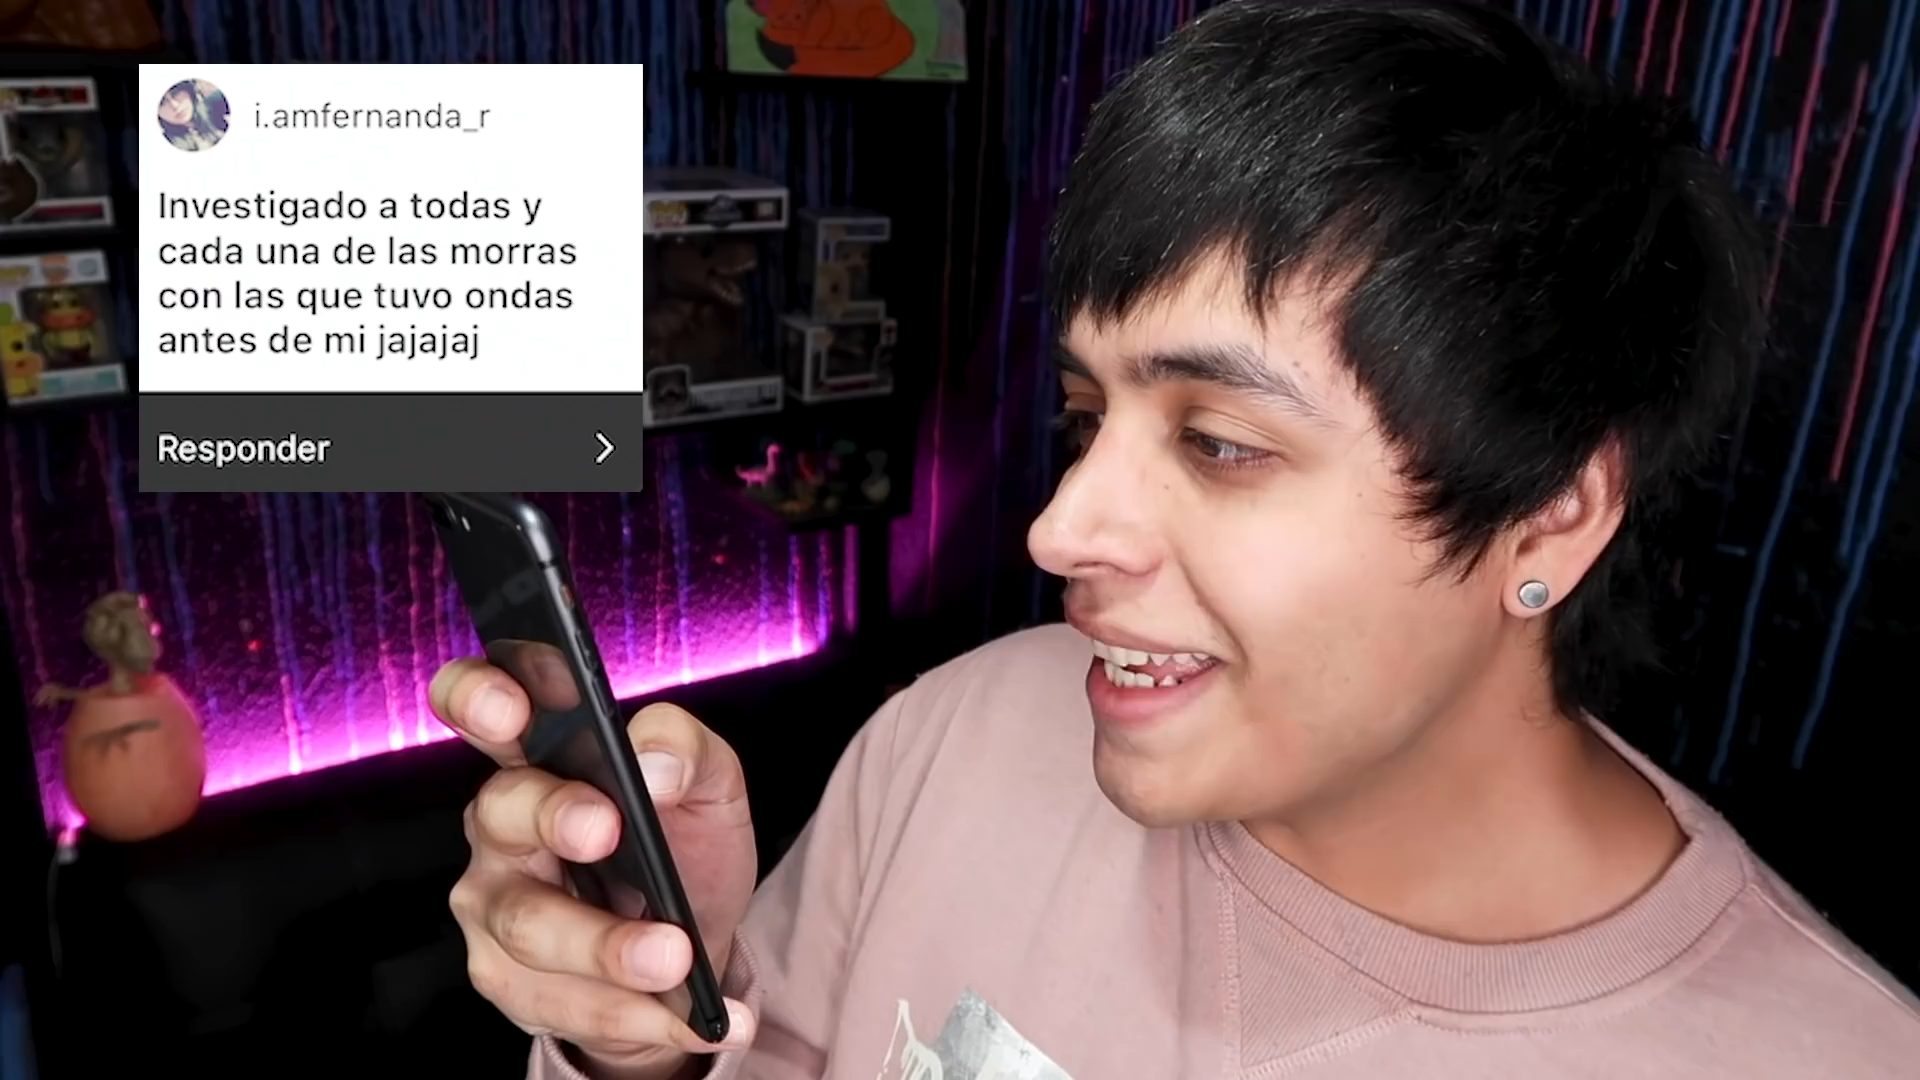 i.amfernanda_r
Investigado a todas y
cada una de las morras
con las que tuvo ondas
antes de mi jajajaj
Responder